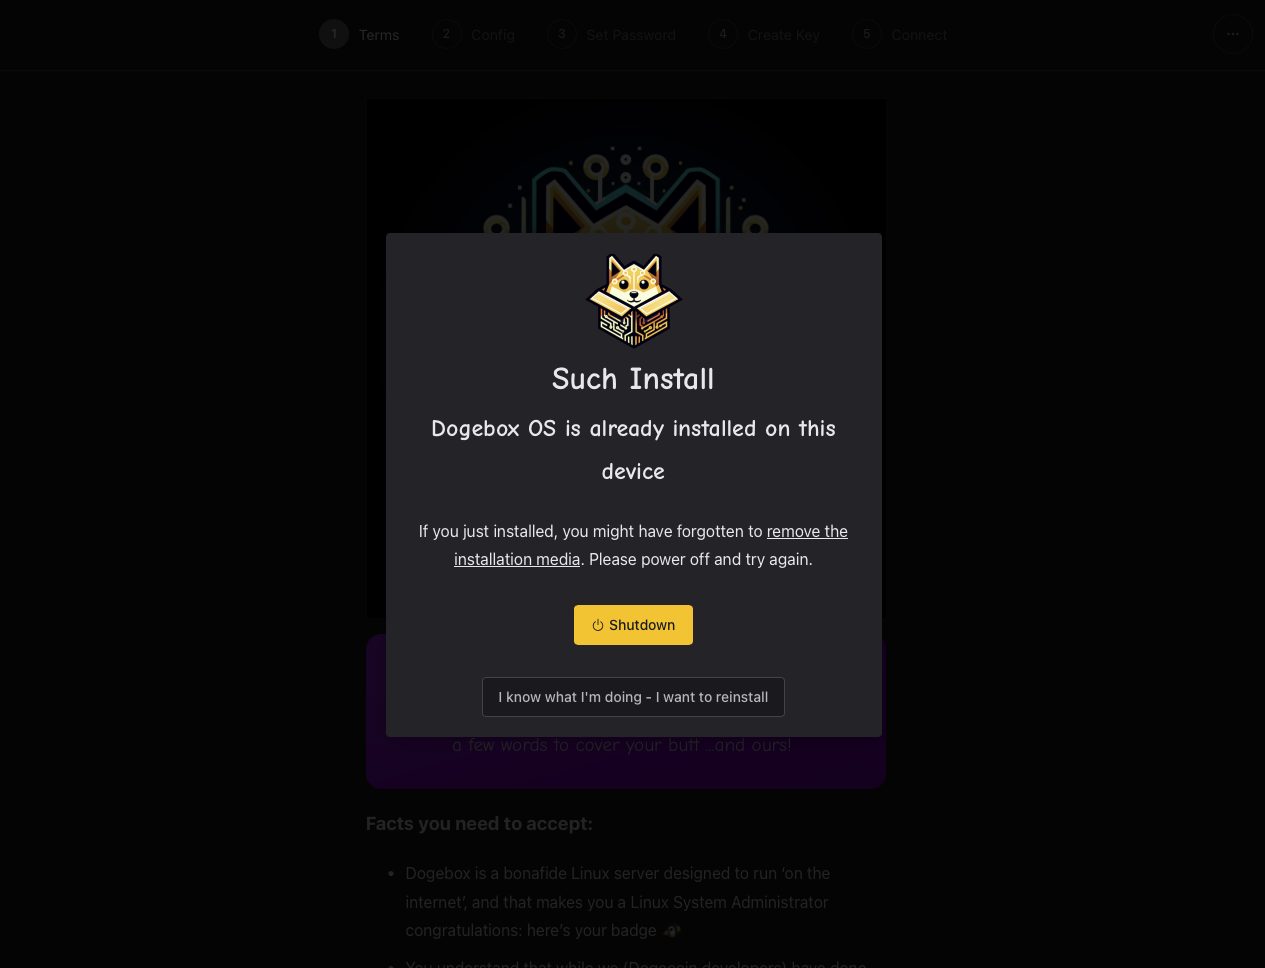 1 Terms 2 Config 3 Set Password 4 Create Key 5 Connect
Such Install
Dogebox OS is already installed on this
device
If you just installed, you might have forgotten to remove the
installation media. Please power off and try again.
Shutdown
I know what I'm doing - I want to reinstall
a few words to cover your butt ...and ours!
Facts you need to accept:
• Dogebox is a bonafide Linux server designed to run ‘on the
internet’, and that makes you a Linux System Administrator
congratulations: here’s your badge
• You understand that while we (Dogecoin developers) have done